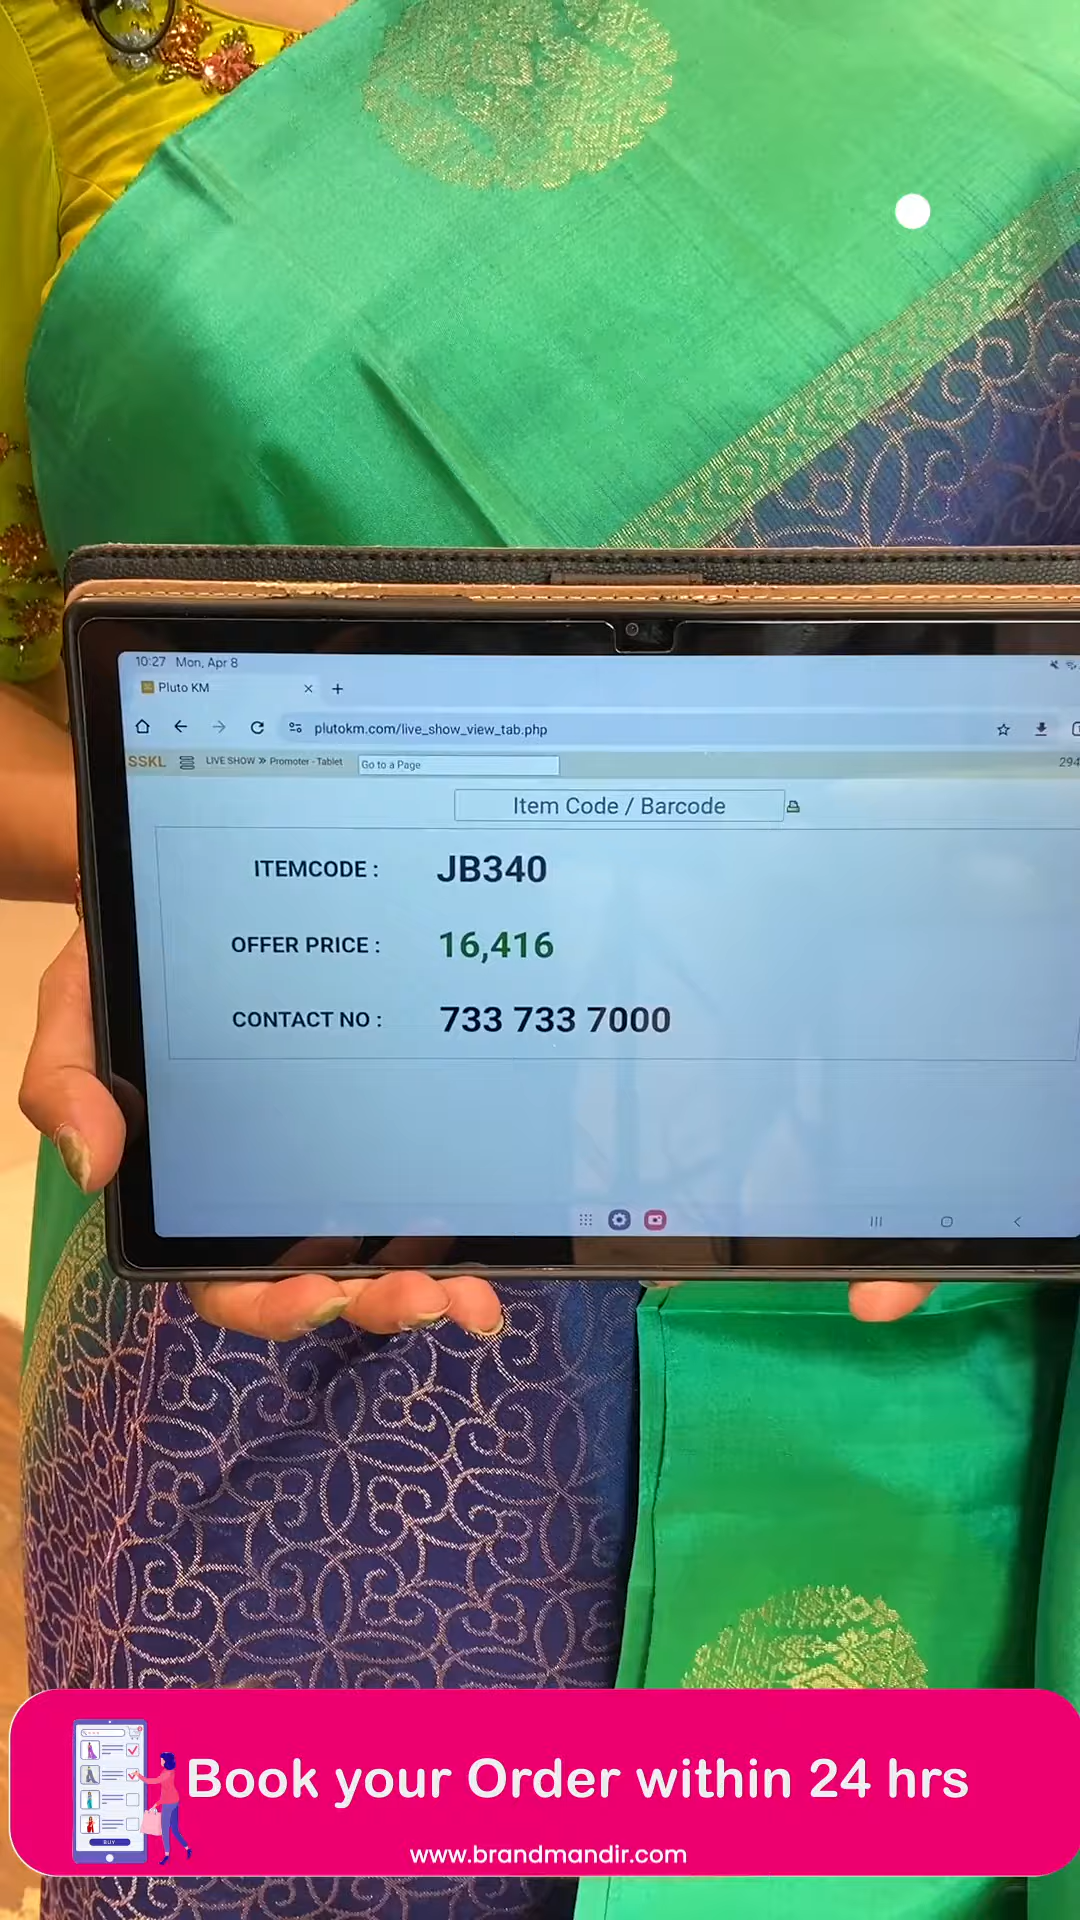 10:27 Mon, Apr 8
Pluto KM
plutokm.com/live_show_view_tab.php
SSKL LIVE SHOW » Promoter - Tablet Go to a Page 294
Item Code / Barcode
ITEMCODE : JB340
OFFER PRICE : 16,416
CONTACT NO : 733 733 7000
Book your Order within 24 hrs
BUY
www.brandmandir.com